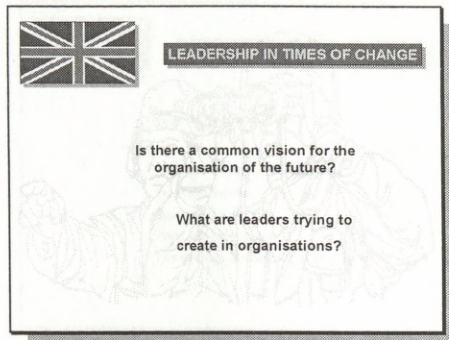 LEADERSHIP IN TIMES OF CHANGE
Is there a common vision for the
organisation of the future?
What are leaders trying to
create in organisations?